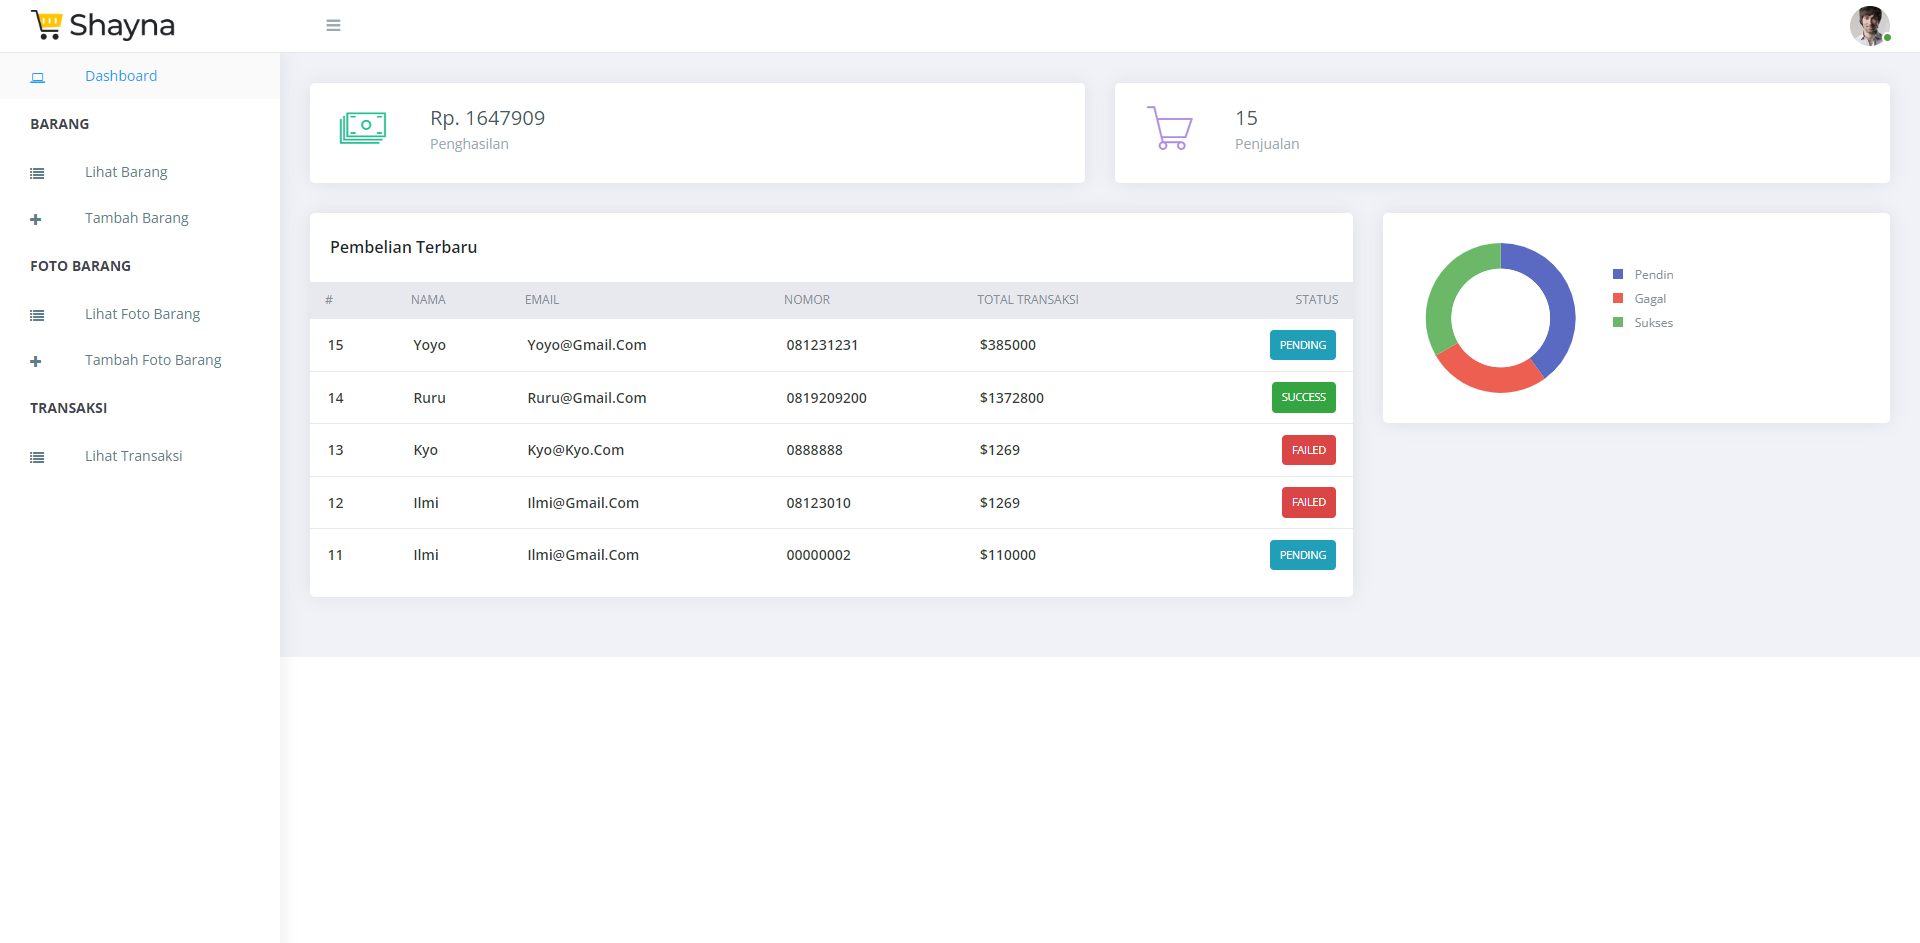 Shayna
Dashboard
BARANG
Lihat Barang
Tambah Barang
FOTO BARANG
Lihat Foto Barang
Tambah Foto Barang
TRANSAKSI
Lihat Transaksi
Rp. 1647909
Penghasilan
15
Penjualan
Pembelian Terbaru
# NAMA EMAIL NOMOR TOTAL TRANSAKSI STATUS
15 Yoyo Yoyo@Gmail.Com 081231231 $385000 PENDING
14 Ruru Ruru@Gmail.Com 0819209200 $1372800 SUCCESS
13 Kyo Kyo@Kyo.Com 0888888 $1269 FAILED
12 Ilmi Ilmi@Gmail.Com 08123010 $1269 FAILED
11 Ilmi Ilmi@Gmail.Com 00000002 $110000 PENDING
Pendin
Gagal
Sukses